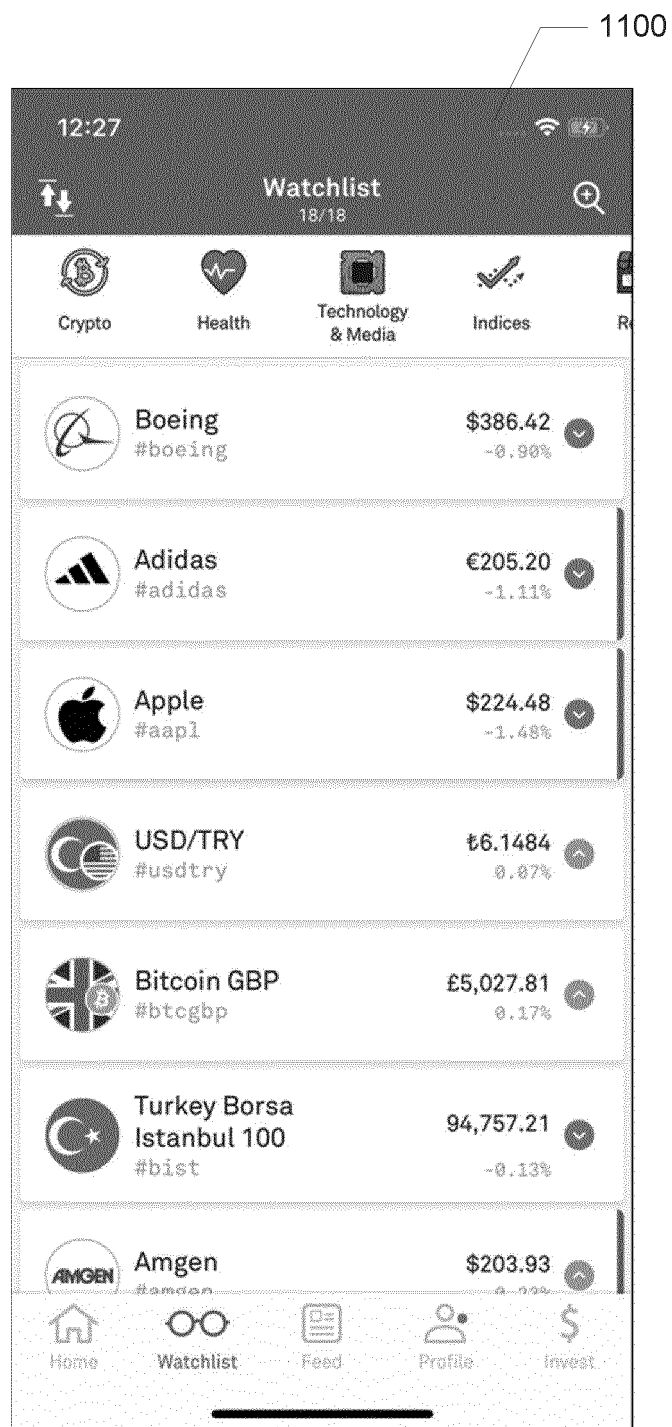 1100
12:27
Watchlist
18/18
Crypto
Health
Technology
& Media
Indices
Boeing
#boeing
$386.42
-0.90%
Adidas
#adidas
€205.20
-1.11%
Apple
#aapl
$224.48
-1.48%
USD/TRY
#usdtry
₺6.1484
0.07%
Bitcoin GBP
#btcgbp
£5,027.81
0.17%
Turkey Borsa
Istanbul 100
#bist
94,757.21
-0.13%
AMGEN
Amgen
#amgen
$203.93
Home
Watchlist
Feed
Profile
Invest